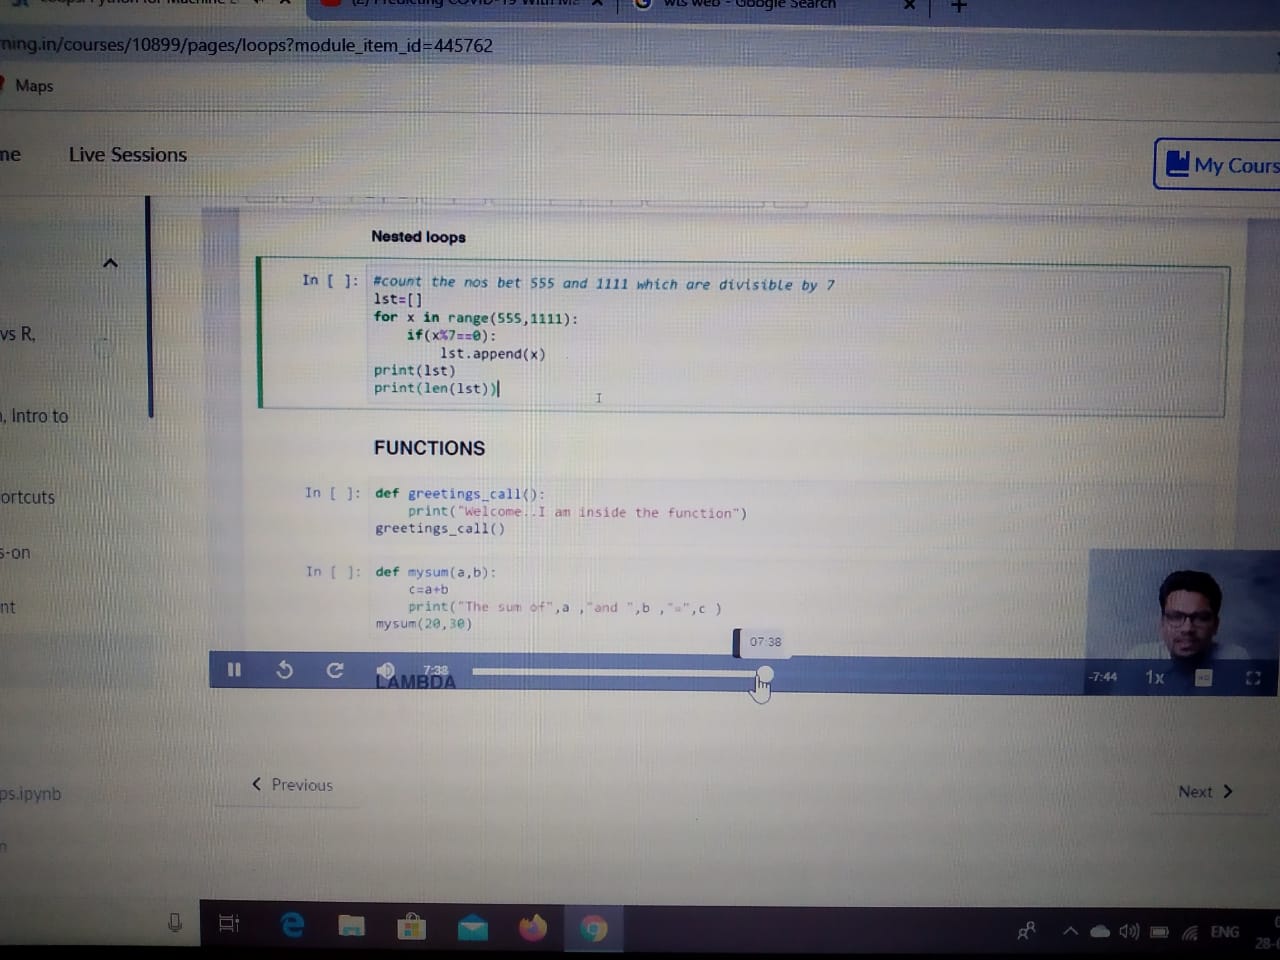 ning.in/courses/10899/pages/loops?module_item_id=445762
Maps
me
Live Sessions
My Cours
vs R,
, Intro to
ortcuts
s-on
nt
ps.ipynb
Nested loops
In [ ]: #count the nos bet 555 and 1111 which are divisible by 7
lst=[]
for x in range(555,1111):
if(x%7==0):
lst.append(x)
print(lst)
print(len(lst))
FUNCTIONS
In [ ]: def greetings_call():
print("Welcome..I am inside the function")
greetings_call()
In [ ]: def mysum(a,b):
c=a+b
print("The sum of",a ,"and ",b ,"=",c )
mysum(20,30)
07:38
7:38
-7:44
1x
LAMBDA
Previous
Next
ENG
28-